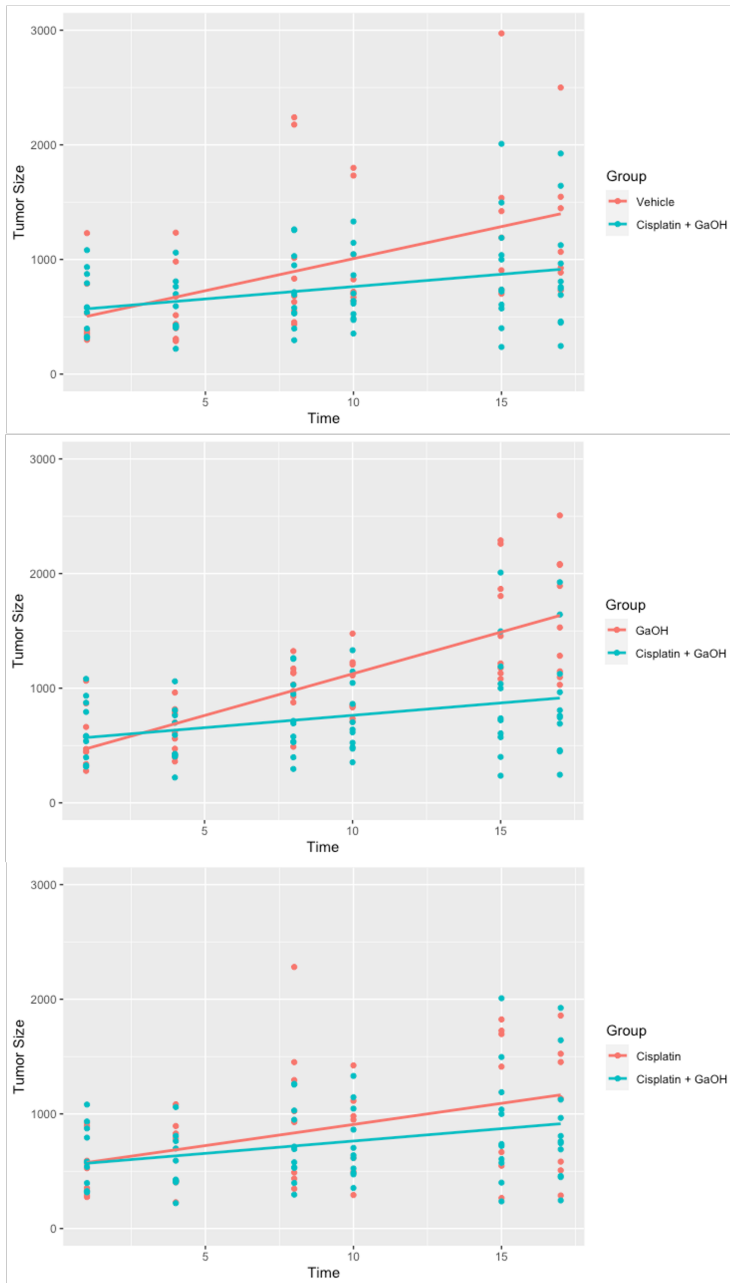 3000
2000
1000
0
Tumor Size
5
10
15
Time
Group
Vehicle
Cisplatin + GaOH
3000
2000
1000
0
Tumor Size
5
10
15
Time
Group
GaOH
Cisplatin + GaOH
3000
2000
1000
0
Tumor Size
5
10
15
Time
Group
Cisplatin
Cisplatin + GaOH